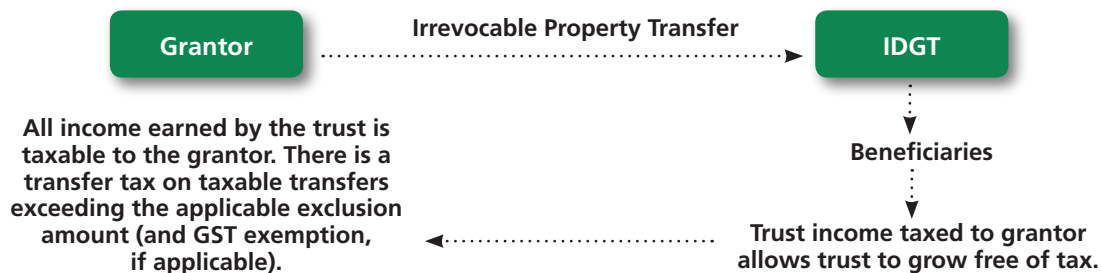 Grantor
Irrevocable Property Transfer
IDGT
All income earned by the trust is
taxable to the grantor. There is a
transfer tax on taxable transfers
exceeding the applicable exclusion
amount (and GST exemption,
if applicable).
Beneficiaries
Trust income taxed to grantor
allows trust to grow free of tax.